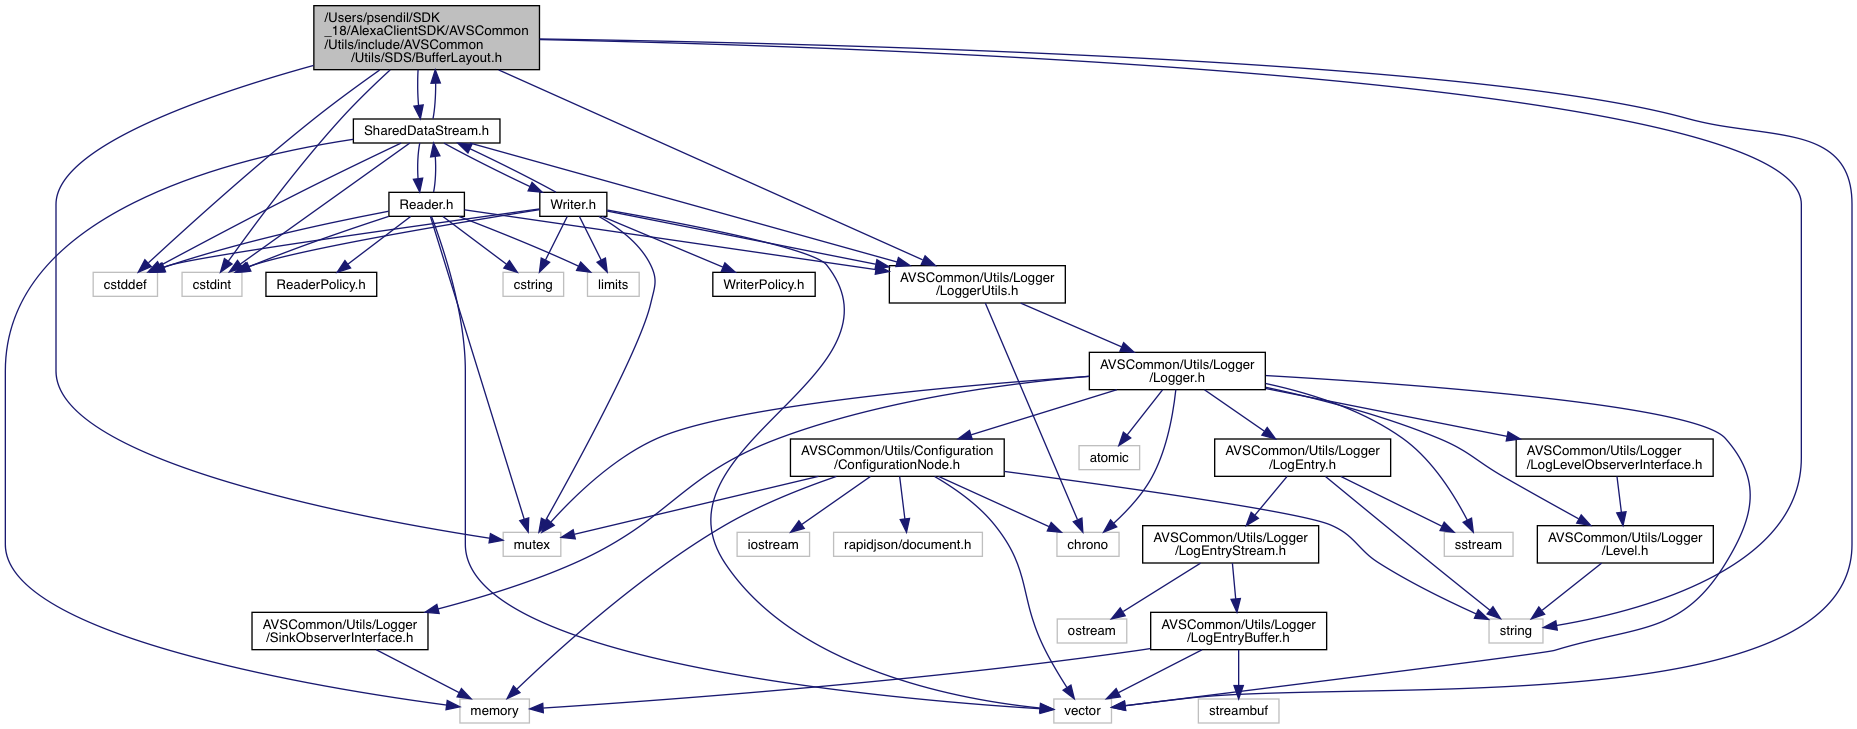 /Users/psendil/SDK
_18/AlexaClientSDK/AVSCommon
/Utils/include/AVSCommon
/Utils/SDS/BufferLayout.h
SharedDataStream.h
Reader.h
Writer.h
cstddef
cstdint
ReaderPolicy.h
cstring
limits
WriterPolicy.h
AVSCommon/Utils/Logger
/LoggerUtils.h
AVSCommon/Utils/Logger
/Logger.h
AVSCommon/Utils/Configuration
/ConfigurationNode.h
atomic
AVSCommon/Utils/Logger
/LogEntry.h
AVSCommon/Utils/Logger
/LogLevelObserverInterface.h
mutex
iostream
rapidjson/document.h
chrono
AVSCommon/Utils/Logger
/LogEntryStream.h
sstream
AVSCommon/Utils/Logger
/Level.h
AVSCommon/Utils/Logger
/SinkObserverInterface.h
ostream
AVSCommon/Utils/Logger
/LogEntryBuffer.h
string
memory
vector
streambuf